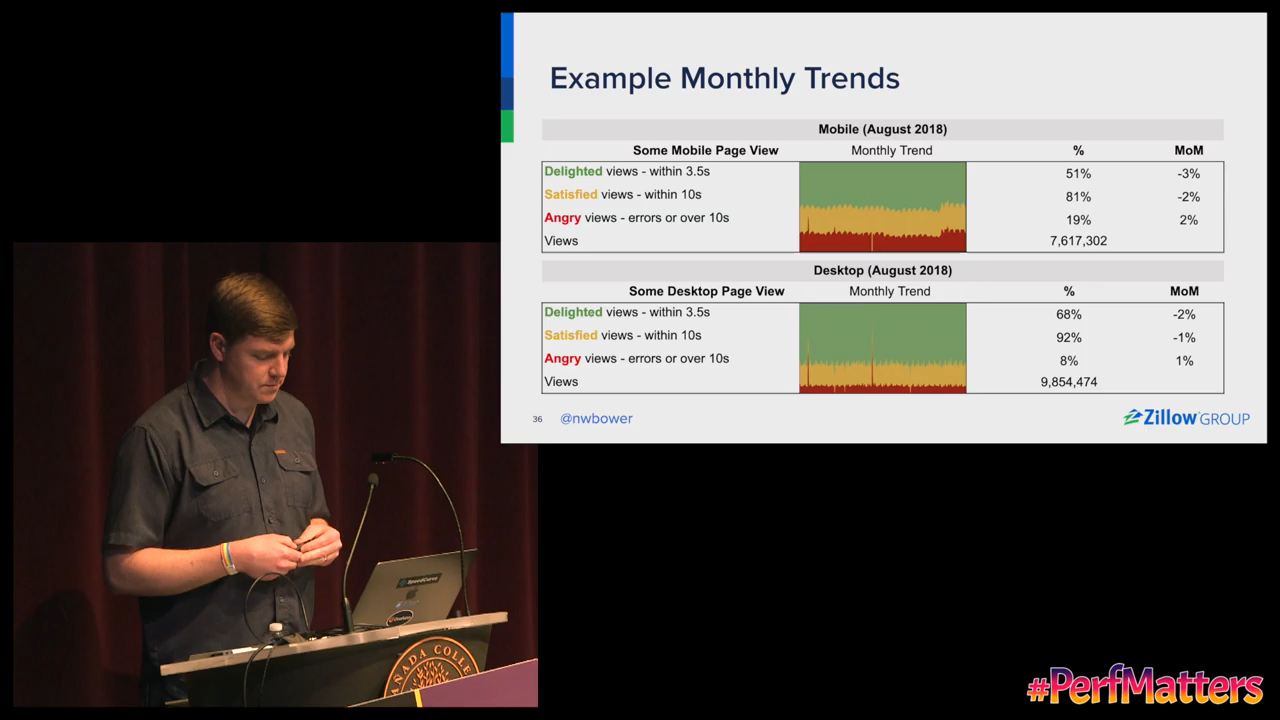 Example Monthly Trends
Mobile (August 2018)
Some Mobile Page View Monthly Trend % MoM
Delighted views - within 3.5s 51% -3%
Satisfied views - within 10s 81% -2%
Angry views - errors or over 10s 19% 2%
Views 7,617,302
Desktop (August 2018)
Some Desktop Page View Monthly Trend % MoM
Delighted views - within 3.5s 68% -2%
Satisfied views - within 10s 92% -1%
Angry views - errors or over 10s 8% 1%
Views 9,854,474
36 @nwbower Zillow GROUP
SpeedCurve
ANADA COLLE
#PerfMatters